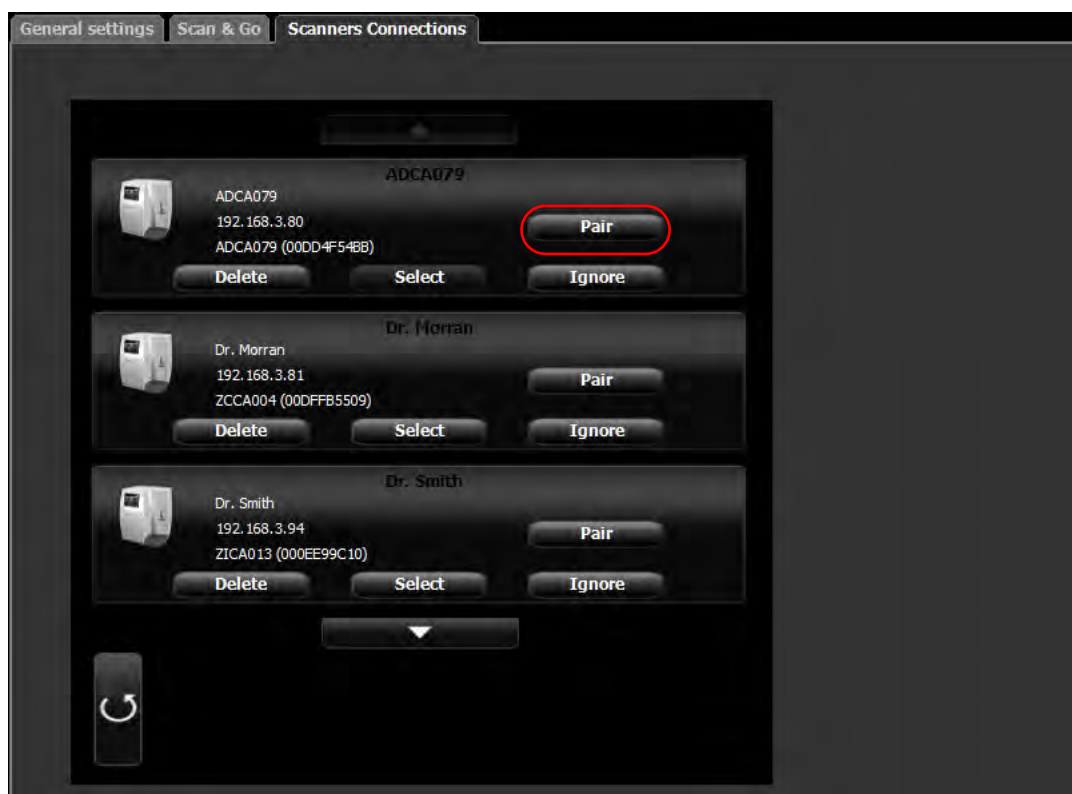 General settings Scan & Go Scanners Connections
ADCA079
ADCA079
192.168.3.80
Pair
ADCA079 (00DD4F54BB)
Delete Select Ignore
Dr. Morran
Dr. Morran
192.168.3.81
Pair
ZCCA004 (00DFFB5509)
Delete Select Ignore
Dr. Smith
Dr. Smith
192.168.3.94
Pair
ZICA013 (000EE99C10)
Delete Select Ignore